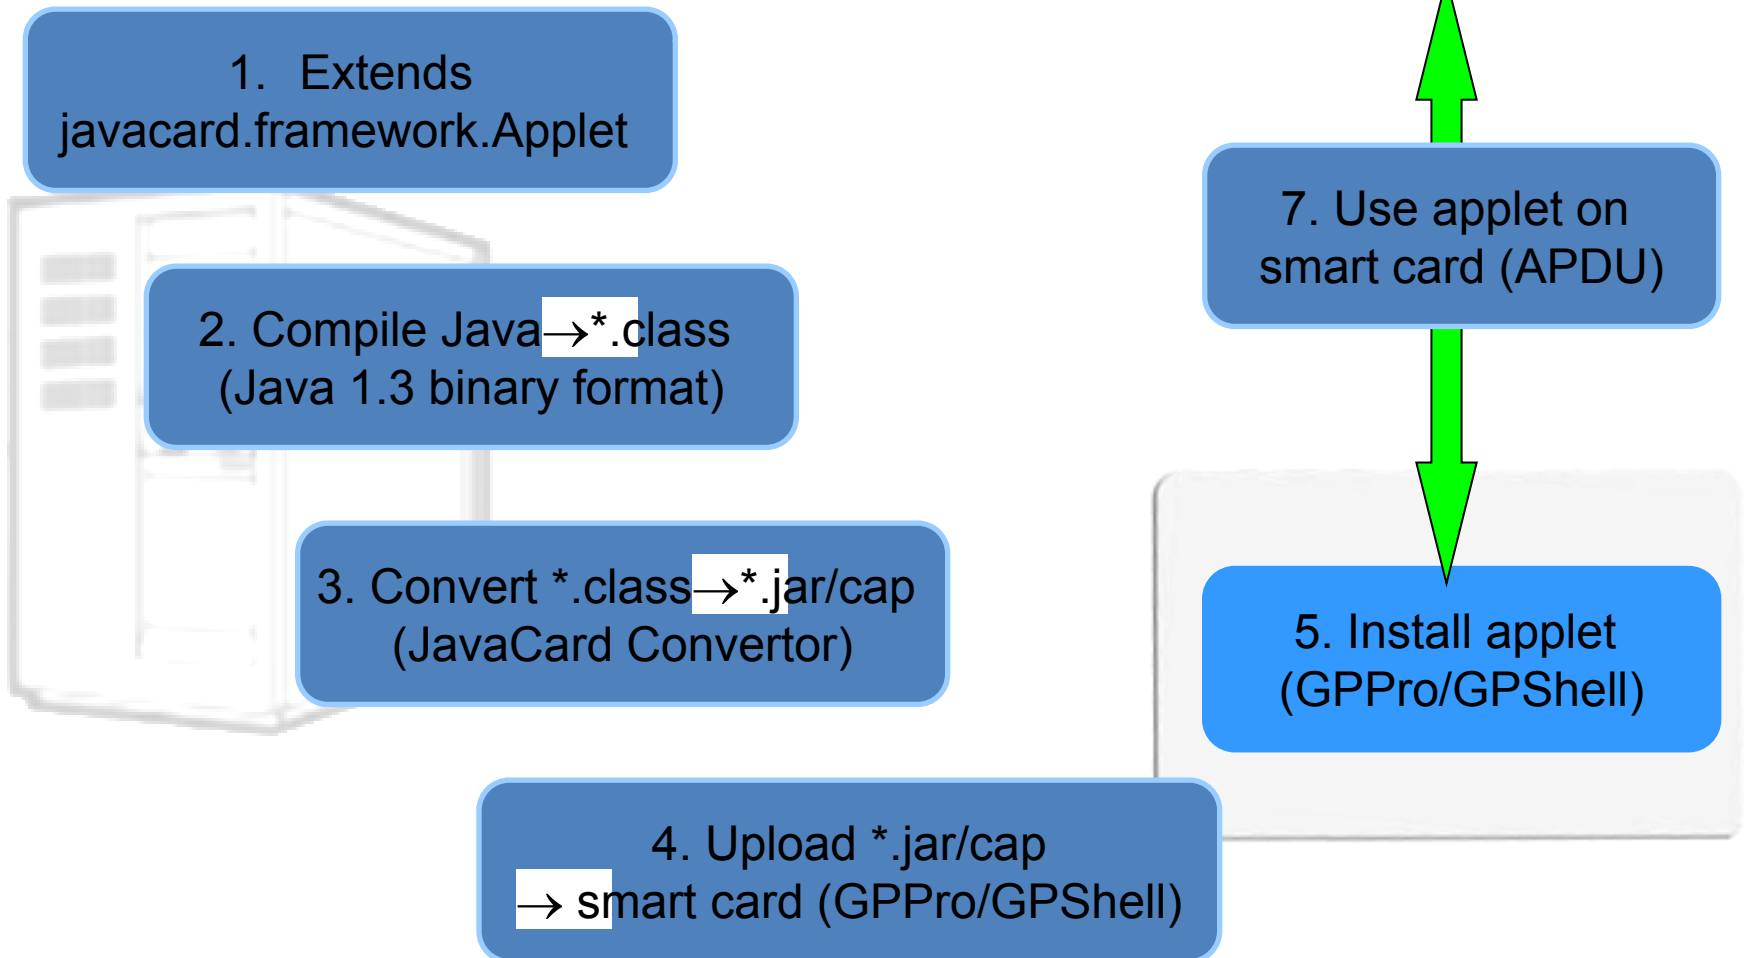 1. Extends
javacard.framework.Applet
2. Compile Java→*.class
(Java 1.3 binary format)
3. Convert *.class→*.jar/cap
(JavaCard Convertor)
4. Upload *.jar/cap
→ smart card (GPPro/GPShell)
5. Install applet
(GPPro/GPShell)
7. Use applet on
smart card (APDU)